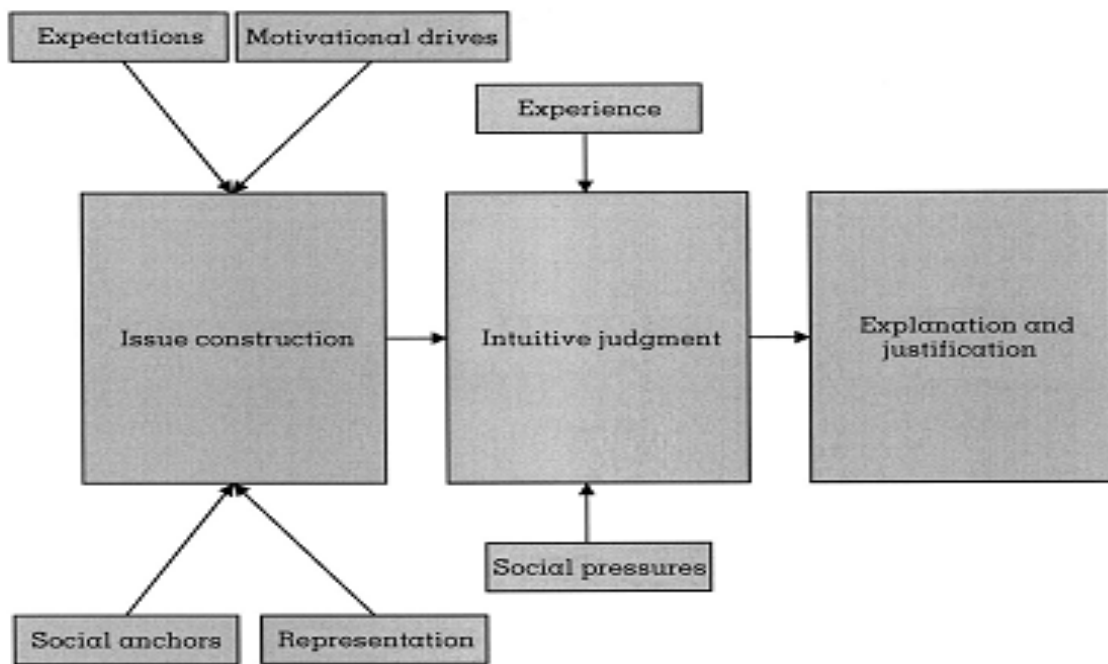 Expectations
Motivational drives
Experience
Issue construction
Intuitive judgment
Explanation and
justification
Social pressures
Social anchors
Representation